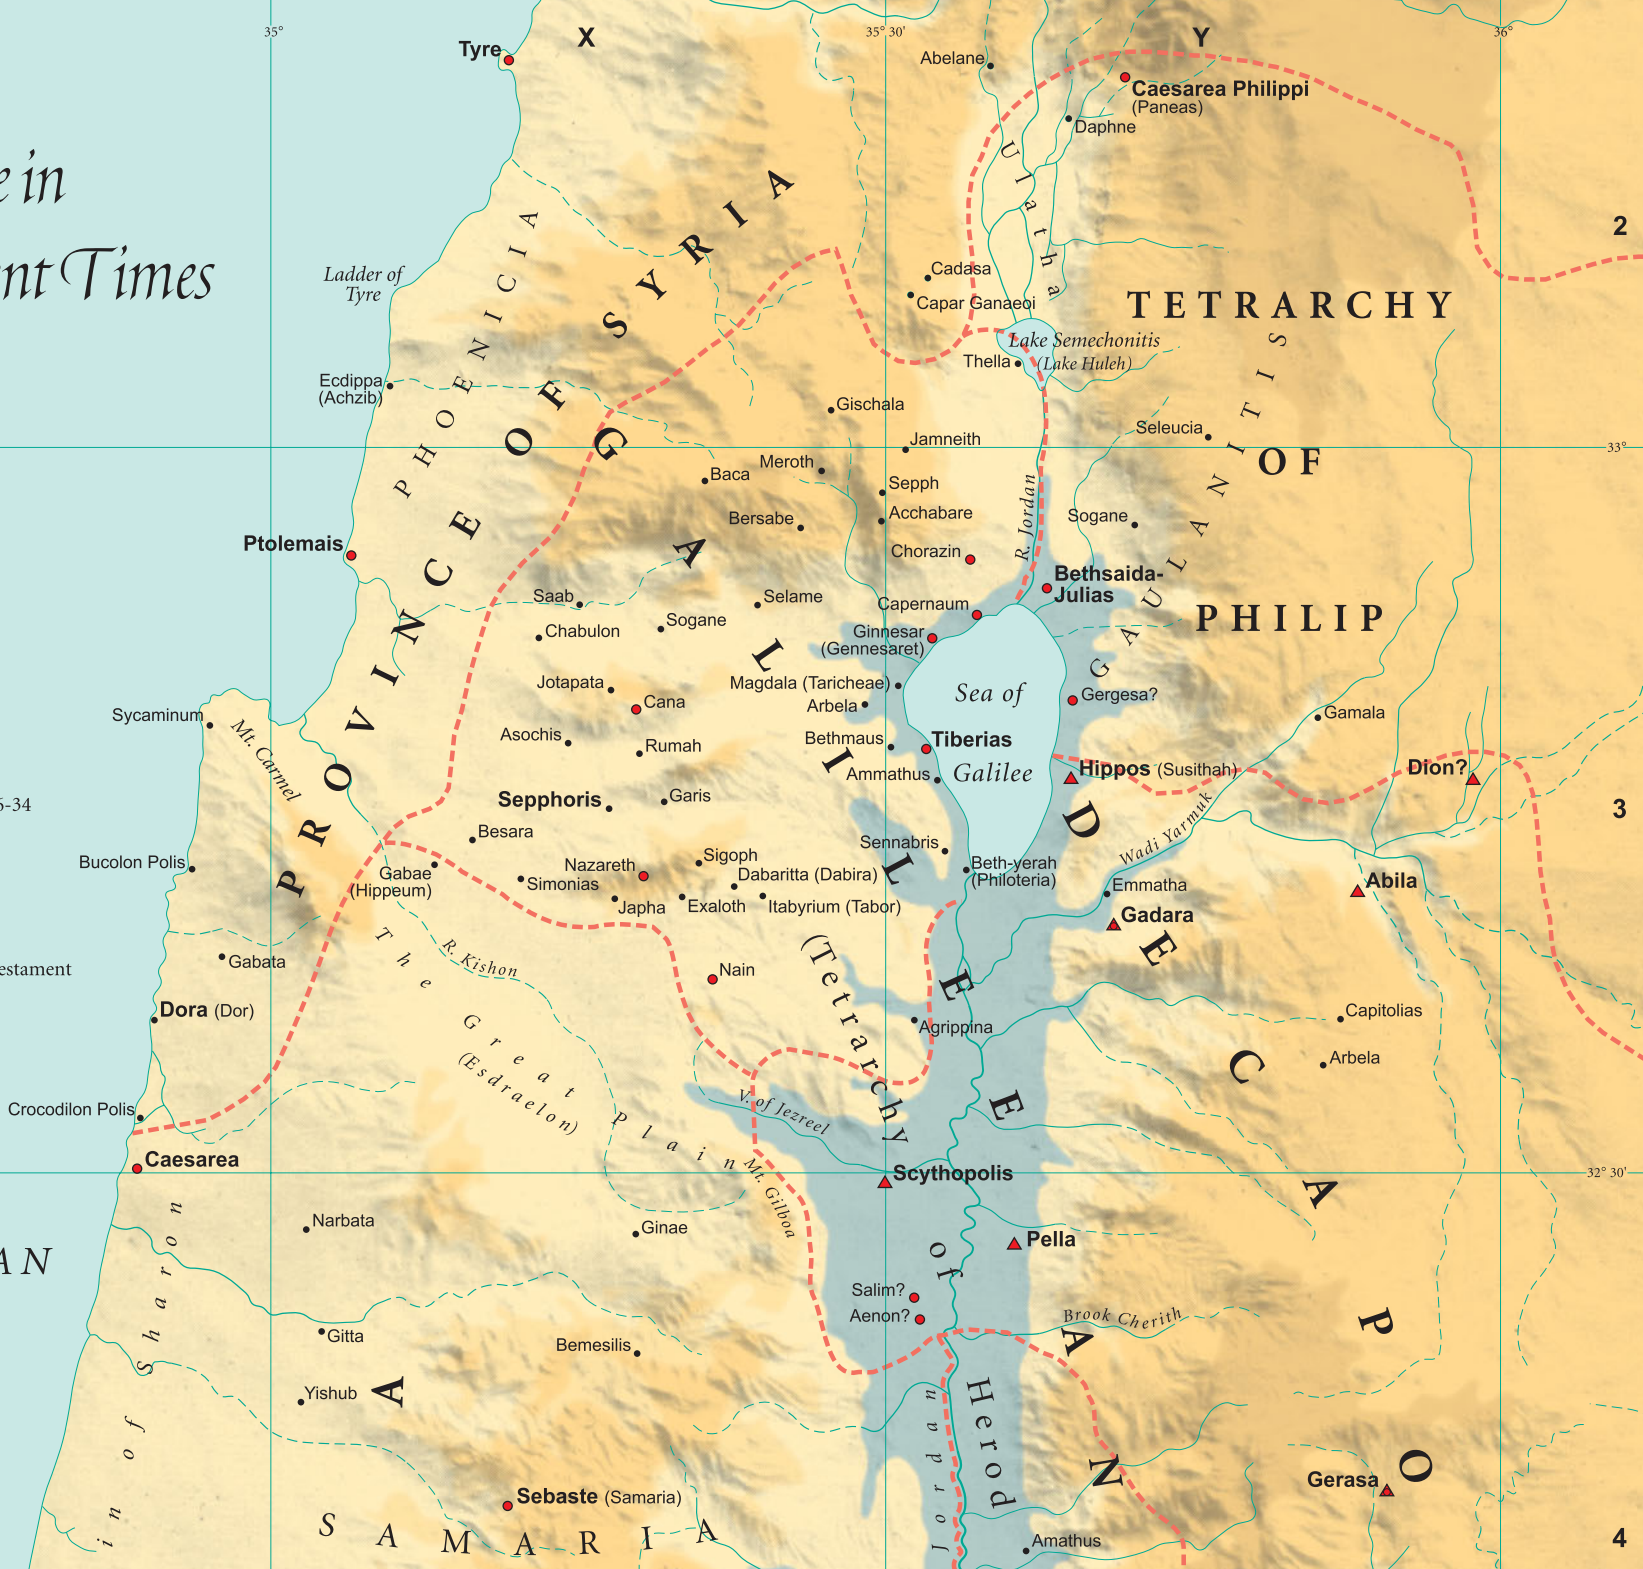 35°
X
35° 30'
Y
36°
Tyre
Abelane
Caesarea Philippi
(Paneas)
Daphne
e in
nt Times
Ulatha
2
Ladder of
Tyre
PHOENICIA
PROVINCE OF SYRIA
Cadasa
Capar Ganaeoi
TETRARCHY
Lake Semechonitis
(Lake Huleh)
Thella
Ecdippa
(Achzib)
Gischala
Jamneith
Seleucia
33°
OF
GAULANITIS
Meroth
Baca
Sepph
Acchabare
Bersabe
R. Jordan
Sogane
Ptolemais
Chorazin
Bethsaida-
Julias
Saab
Selame
Capernaum
PHILIP
Chabulon
Sogane
Ginnesar
(Gennesaret)
GALILEE
Jotapata
Cana
Magdala (Taricheae)
Arbela
Sea of
Galilee
Gergesa?
Gamala
Sycaminum
Mt. Carmel
Asochis
Rumah
Bethmaus
Tiberias
Ammathus
Hippos (Susithah)
Dion?
5-34
Sepphoris
Garis
3
Wadi Yarmuk
Besara
Sennabris
Bucolon Polis
Gabae
(Hippeum)
Simonias
Nazareth
Sigoph
Dabaritta (Dabira)
Beth-yerah
(Philoteria)
Emmatha
Abila
Japha
Exaloth
Itabyrium (Tabor)
Gadara
DECAPO
R. Kishon
Gabata
estament
Nain
(Tetrarchy
of
Herod
Dora (Dor)
Agrippina
Capitolias
The Great Plain
(Esdraelon)
Arbela
Crocodilon Polis
V. of Jezreel
Caesarea
Scythopolis
32° 30'
Mt. Gilboa
Narbata
Ginae
Pella
AN
in of Sharon
Salim?
Aenon?
Brook Cherith
Gitta
Bemesilis
Yishub
A
AN
Jordan
Gerasa
Sebaste (Samaria)
SAMARIA
Amathus
4